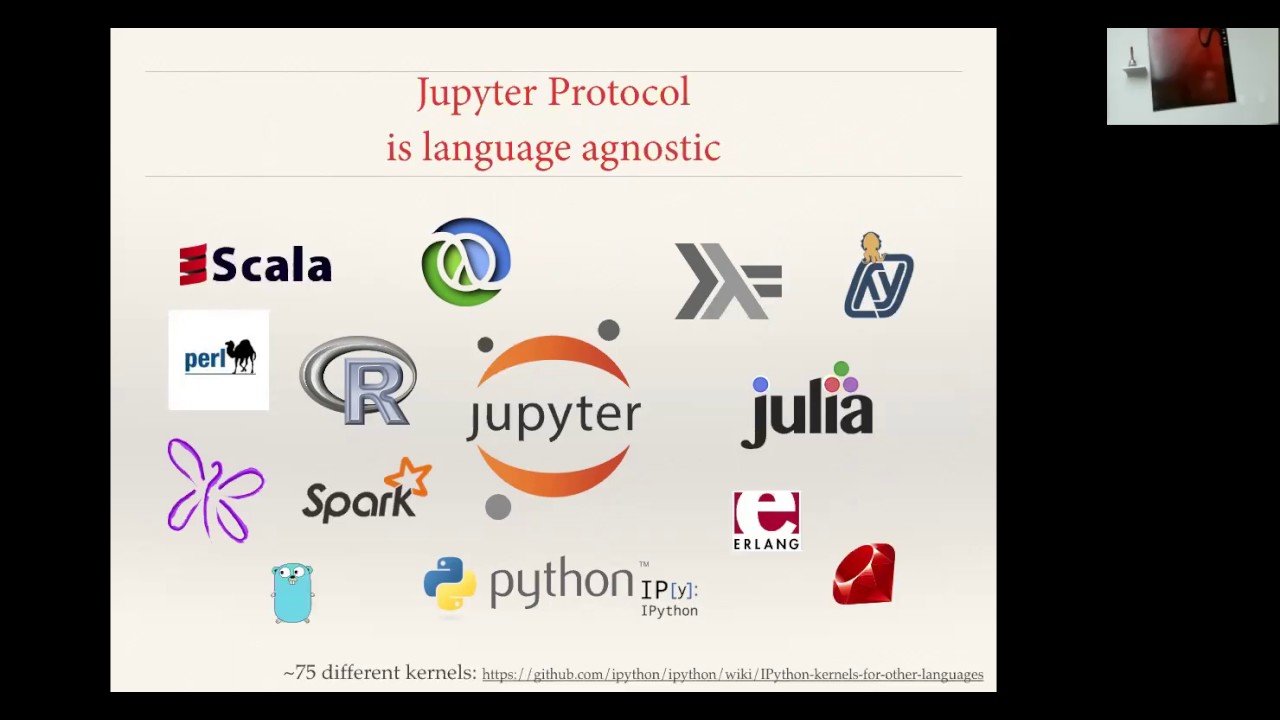 Jupyter Protocol
is language agnostic
Scala
perl
R
jupyter
julia
Spark
e
ERLANG
python™
IP[y]:
IPython
~75 different kernels: https://github.com/ipython/ipython/wiki/IPython-kernels-for-other-languages